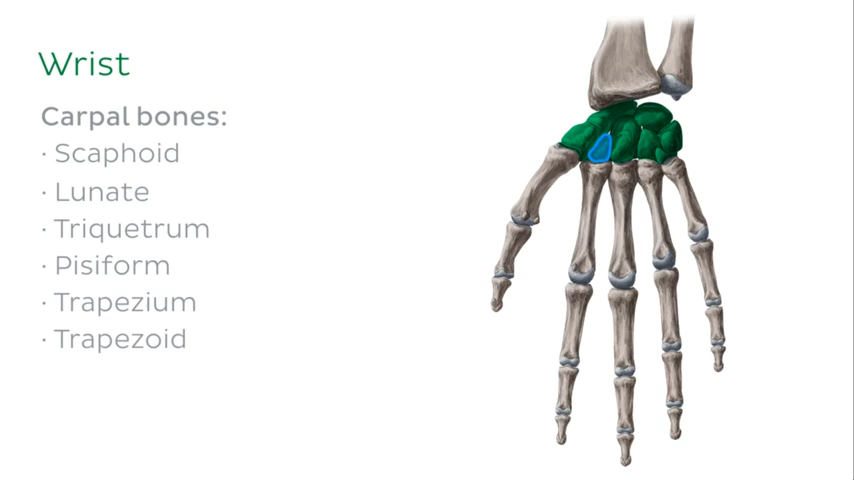 Wrist
Carpal bones:
· Scaphoid
· Lunate
· Triquetrum
· Pisiform
· Trapezium
· Trapezoid